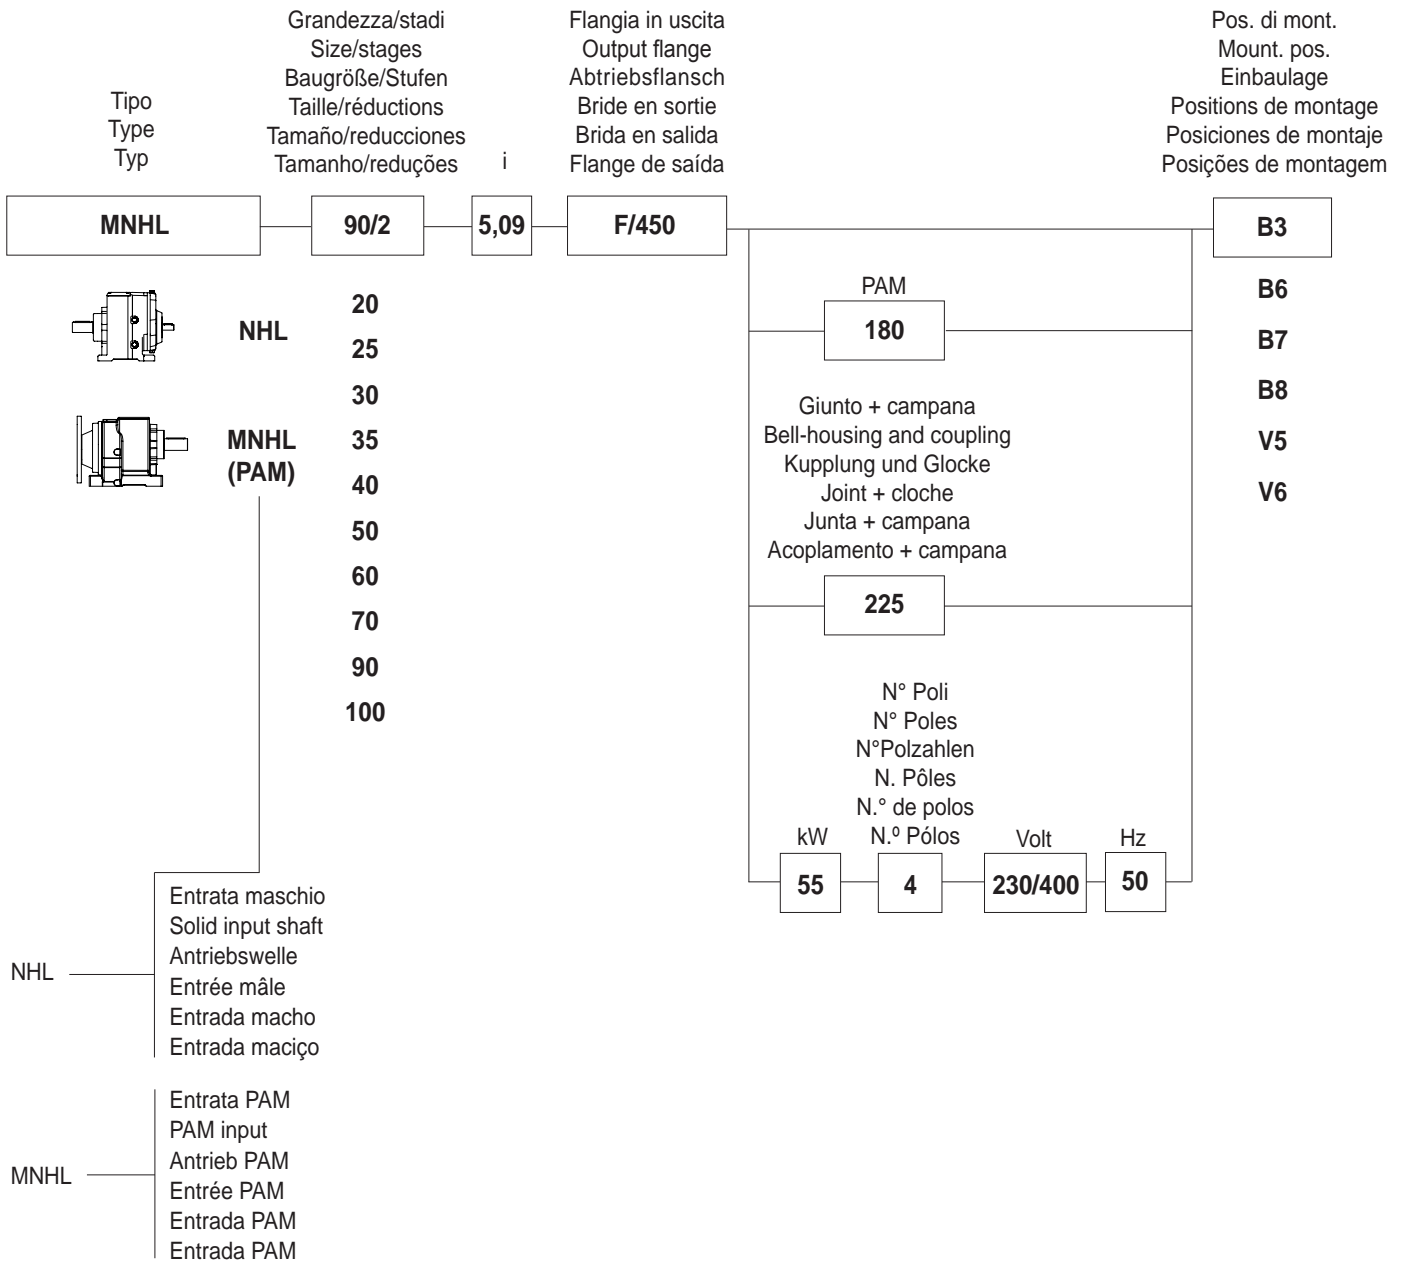 Tipo
Type
Typ
Grandezza/stadi
Size/stages
Baugröße/Stufen
Taille/réductions
Tamaño/reducciones
Tamanho/reduções
i
Flangia in uscita
Output flange
Abtriebsflansch
Bride en sortie
Brida en salida
Flange de saída
Pos. di mont.
Mount. pos.
Einbaulage
Positions de montage
Posiciones de montaje
Posições de montagem
MNHL
90/2
5,09
F/450
B3
NHL
MNHL
(PAM)
20
25
30
35
40
50
60
70
90
100
PAM
180
Giunto + campana
Bell-housing and coupling
Kupplung und Glocke
Joint + cloche
Junta + campana
Acoplamento + campana
225
N° Poli
N° Poles
N°Polzahlen
N. Pôles
N.° de polos
N.º Pólos
kW
Volt
Hz
55
4
230/400
50
B6
B7
B8
V5
V6
NHL
Entrata maschio
Solid input shaft
Antriebswelle
Entrée mâle
Entrada macho
Entrada maciço
MNHL
Entrata PAM
PAM input
Antrieb PAM
Entrée PAM
Entrada PAM
Entrada PAM